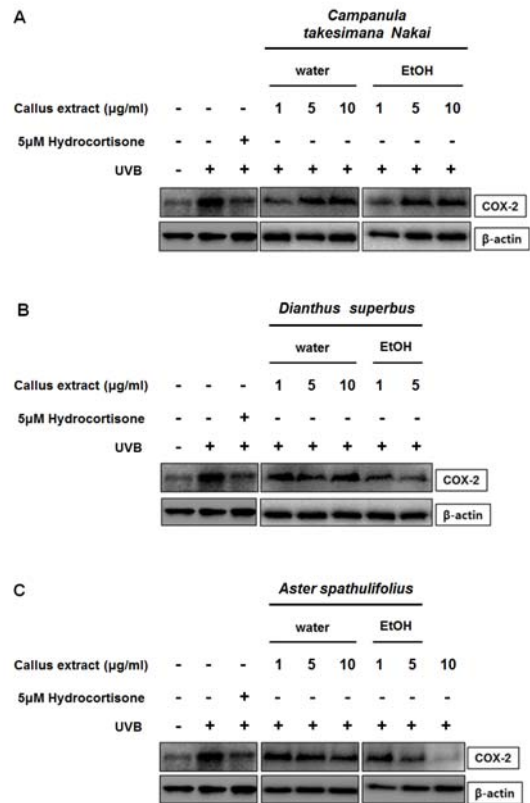 A
Campanula
takesimana Nakai
water EtOH
Callus extract (μg/ml) - - - 1 5 10 1 5 10
5μM Hydrocortisone - - + - - - - - -
UVB - + + + + + + + +
COX-2
β-actin
B
Dianthus superbus
water EtOH
Callus extract (μg/ml) - - - 1 5 10 1 5
5μM Hydrocortisone - - + - - - - -
UVB - + + + + + + +
COX-2
β-actin
C
Aster spathulifolius
water EtOH
Callus extract (μg/ml) - - - 1 5 10 1 5 10
5μM Hydrocortisone - - + - - - - - -
UVB - + + + + + + + +
COX-2
β-actin